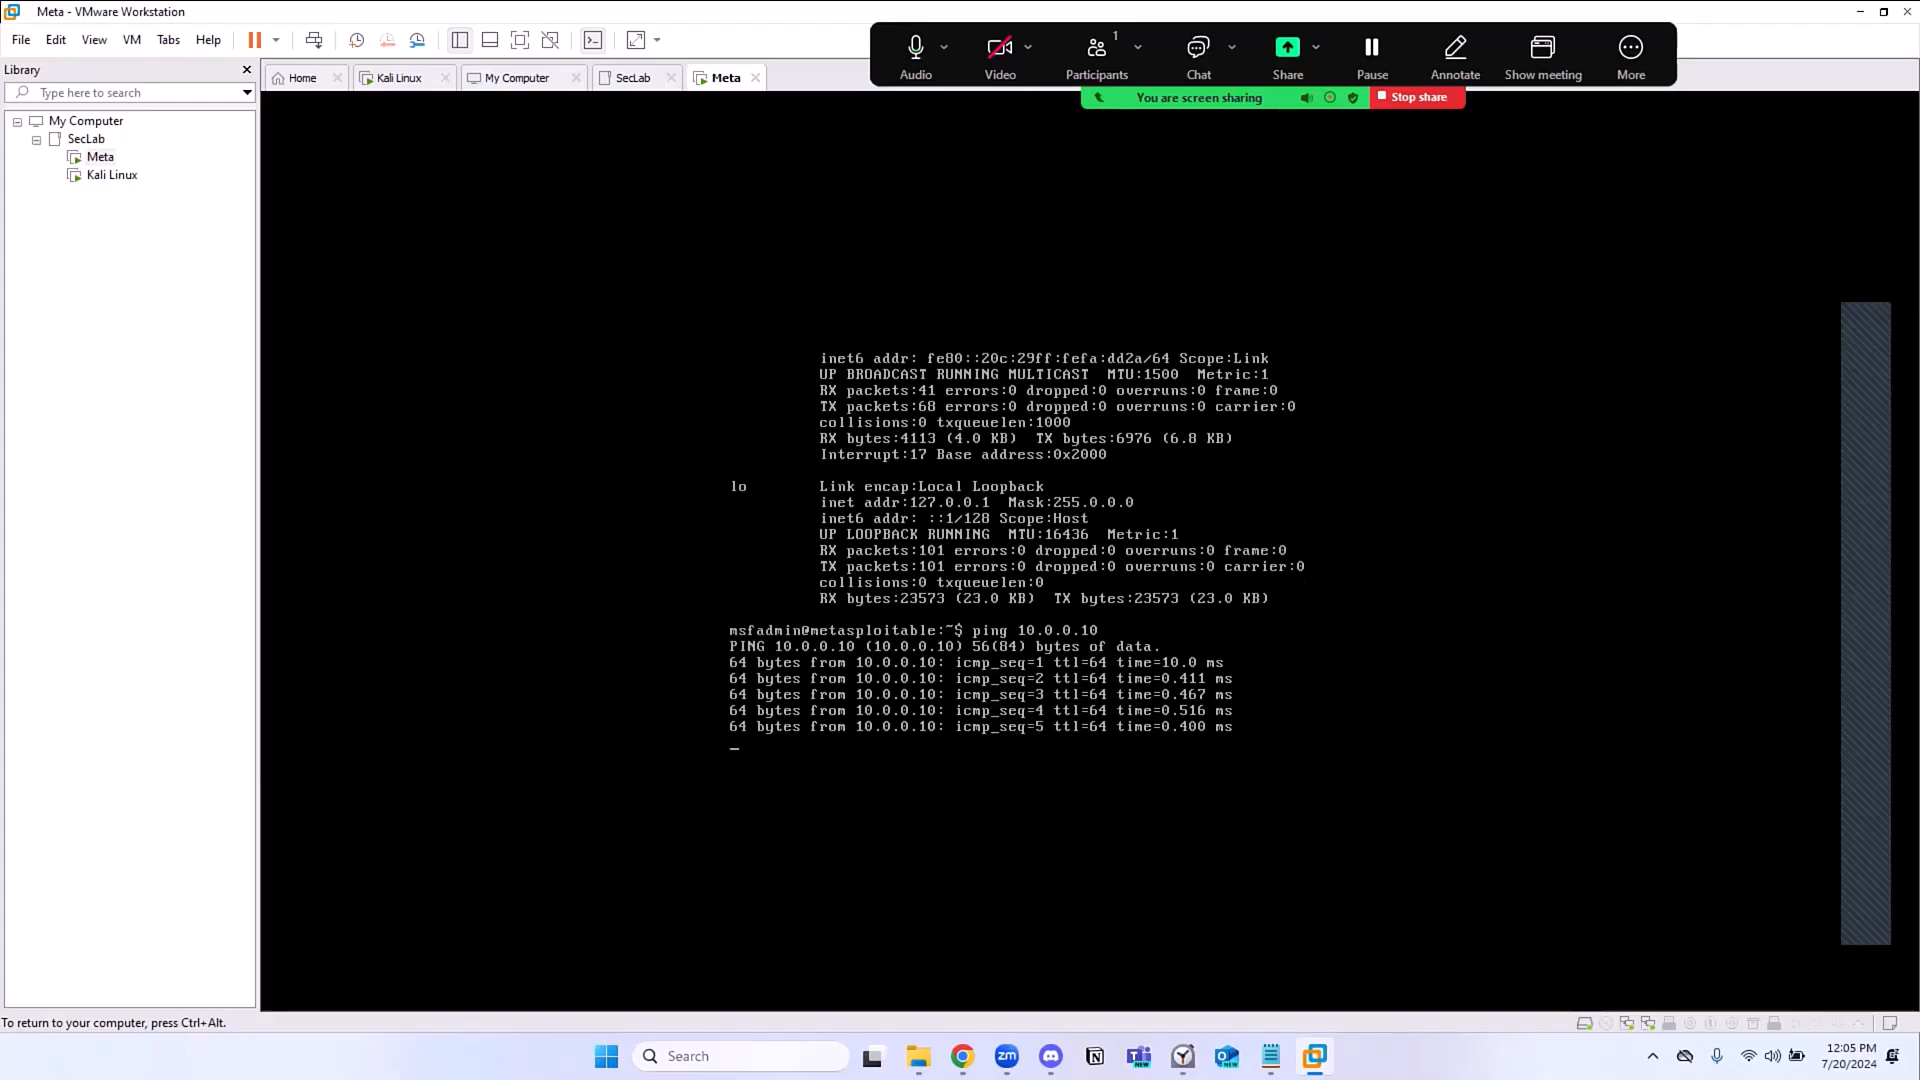 Meta - VMware Workstation
File Edit View VM Tabs Help
Audio Video Participants 1 Chat Share Pause Annotate Show meeting More
You are screen sharing Stop share
Library
Type here to search
Home Kali Linux My Computer SecLab Meta
My Computer
SecLab
Meta
Kali Linux
inet6 addr: fe80::20c:29ff:fefa:dd2a/64 Scope:Link
UP BROADCAST RUNNING MULTICAST MTU:1500 Metric:1
RX packets:41 errors:0 dropped:0 overruns:0 frame:0
TX packets:68 errors:0 dropped:0 overruns:0 carrier:0
collisions:0 txqueuelen:1000
RX bytes:4113 (4.0 KB) TX bytes:6976 (6.8 KB)
Interrupt:17 Base address:0x2000
lo Link encap:Local Loopback
inet addr:127.0.0.1 Mask:255.0.0.0
inet6 addr: ::1/128 Scope:Host
UP LOOPBACK RUNNING MTU:16436 Metric:1
RX packets:101 errors:0 dropped:0 overruns:0 frame:0
TX packets:101 errors:0 dropped:0 overruns:0 carrier:0
collisions:0 txqueuelen:0
RX bytes:23573 (23.0 KB) TX bytes:23573 (23.0 KB)
msfadmin@metasploitable:~$ ping 10.0.0.10
PING 10.0.0.10 (10.0.0.10) 56(84) bytes of data.
64 bytes from 10.0.0.10: icmp_seq=1 ttl=64 time=10.0 ms
64 bytes from 10.0.0.10: icmp_seq=2 ttl=64 time=0.411 ms
64 bytes from 10.0.0.10: icmp_seq=3 ttl=64 time=0.467 ms
64 bytes from 10.0.0.10: icmp_seq=4 ttl=64 time=0.516 ms
64 bytes from 10.0.0.10: icmp_seq=5 ttl=64 time=0.400 ms
To return to your computer, press Ctrl+Alt.
Search
zm
NEW
NEW
12:05 PM
7/20/2024